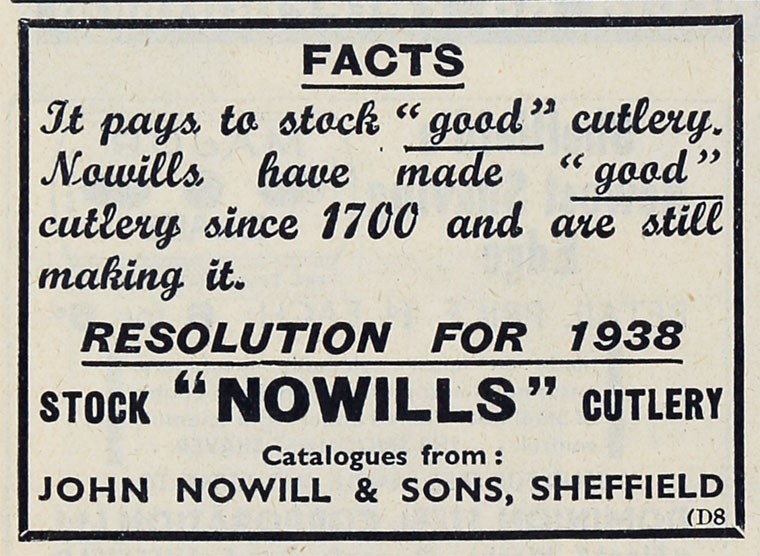 FACTS
It pays to stock “good” cutlery.
Nowills have made “good”
cutlery since 1700 and are still
making it.
RESOLUTION FOR 1938
STOCK “NOWILLS” CUTLERY
Catalogues from :
JOHN NOWILL & SONS, SHEFFIELD
(D8